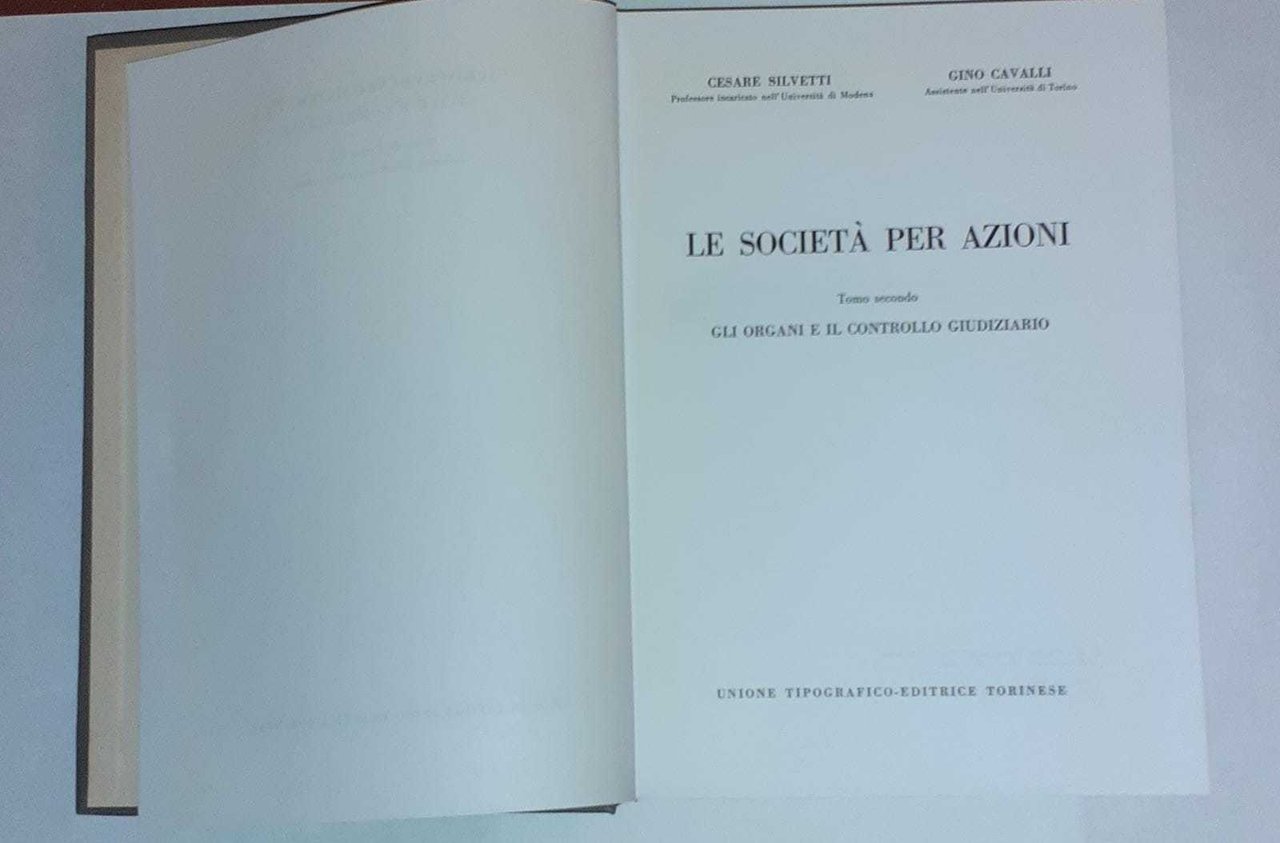 CESARE SILVETTI
Professore incaricato nell'Università di Modena
GINO CAVALLI
Assistente nell'Università di Torino
LE SOCIETÀ PER AZIONI
Tomo secondo
GLI ORGANI E IL CONTROLLO GIUDIZIARIO
UNIONE TIPOGRAFICO-EDITRICE TORINESE